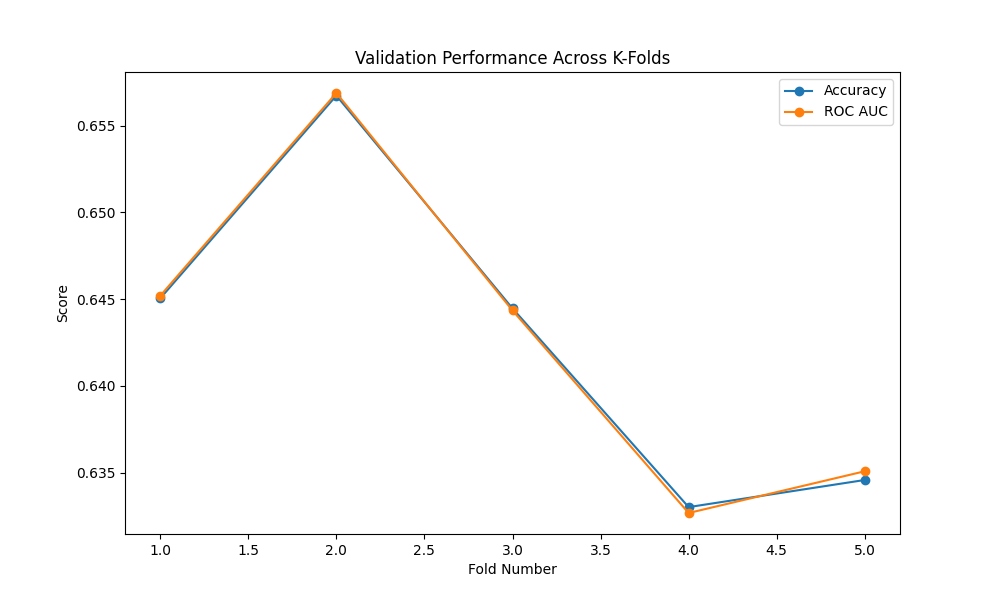 Validation Performance Across K-Folds
Accuracy
ROC AUC
0.655
0.650
0.645
0.640
0.635
Score
1.0 1.5 2.0 2.5 3.0 3.5 4.0 4.5 5.0
Fold Number